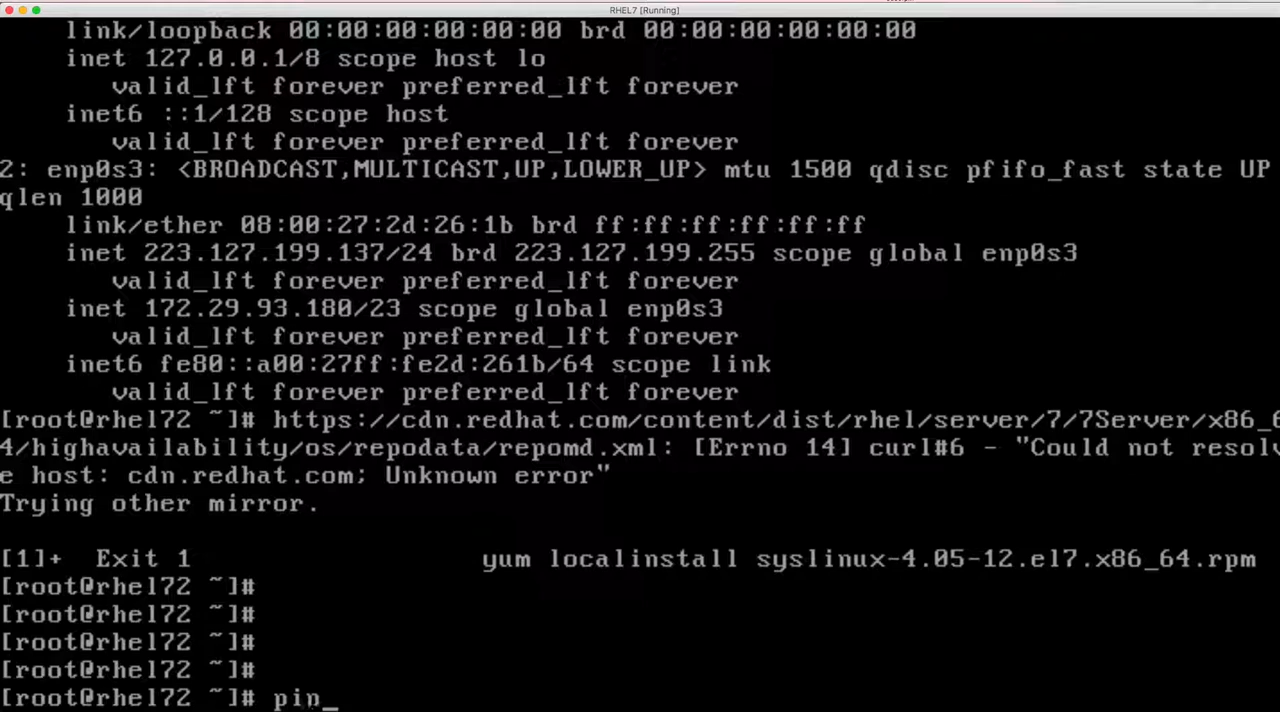 RHEL7 [Running]
link/loopback 00:00:00:00:00:00 brd 00:00:00:00:00:00
inet 127.0.0.1/8 scope host lo
valid_lft forever preferred_lft forever
inet6 ::1/128 scope host
valid_lft forever preferred_lft forever
2: enp0s3: <BROADCAST,MULTICAST,UP,LOWER_UP> mtu 1500 qdisc pfifo_fast state UP
qlen 1000
link/ether 08:00:27:2d:26:1b brd ff:ff:ff:ff:ff:ff
inet 223.127.199.137/24 brd 223.127.199.255 scope global enp0s3
valid_lft forever preferred_lft forever
inet 172.29.93.180/23 scope global enp0s3
valid_lft forever preferred_lft forever
inet6 fe80::a00:27ff:fe2d:261b/64 scope link
valid_lft forever preferred_lft forever
[root@rhel72 ~]# https://cdn.redhat.com/content/dist/rhel/server/7/7Server/x86_6
4/highavailability/os/repodata/repomd.xml: [Errno 14] curl#6 - "Could not resolv
e host: cdn.redhat.com; Unknown error"
Trying other mirror.
[1]+  Exit 1                  yum localinstall syslinux-4.05-12.el7.x86_64.rpm
[root@rhel72 ~]#
[root@rhel72 ~]#
[root@rhel72 ~]#
[root@rhel72 ~]#
[root@rhel72 ~]# pin_